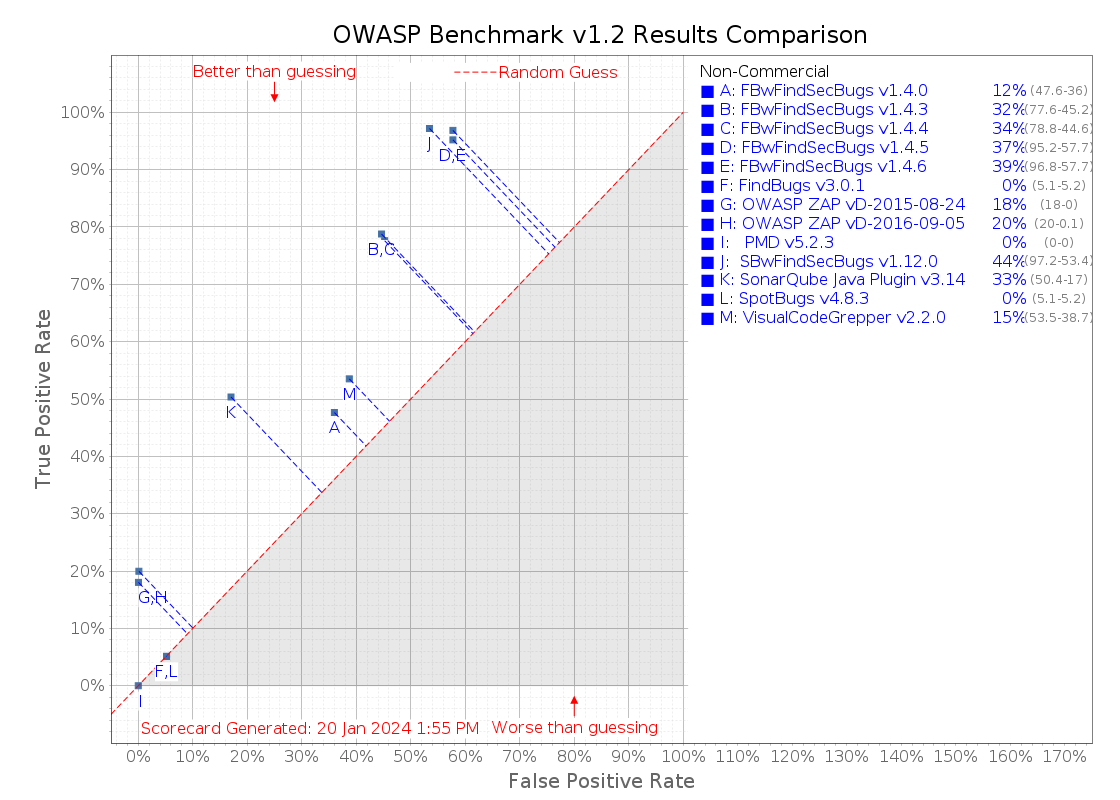 OWASP Benchmark v1.2 Results Comparison
Better than guessing
Random Guess
Non-Commercial
A: FBwFindSecBugs v1.4.0 12% (47.6-36)
B: FBwFindSecBugs v1.4.3 32% (77.6-45.2)
C: FBwFindSecBugs v1.4.4 34% (78.8-44.6)
D: FBwFindSecBugs v1.4.5 37% (95.2-57.7)
E: FBwFindSecBugs v1.4.6 39% (96.8-57.7)
F: FindBugs v3.0.1 0% (5.1-5.2)
G: OWASP ZAP vD-2015-08-24 18% (18-0)
H: OWASP ZAP vD-2016-09-05 20% (20-0.1)
I: PMD v5.2.3 0% (0-0)
J: SBwFindSecBugs v1.12.0 44% (97.2-53.4)
K: SonarQube Java Plugin v3.14 33% (50.4-17)
L: SpotBugs v4.8.3 0% (5.1-5.2)
M: VisualCodeGrepper v2.2.0 15% (53.5-38.7)
True Positive Rate
100%
90%
80%
70%
60%
50%
40%
30%
20%
10%
0%
J
D,E
B,C
M
K
A
G,H
F,L
I
Scorecard Generated: 20 Jan 2024 1:55 PM
Worse than guessing
0% 10% 20% 30% 40% 50% 60% 70% 80% 90% 100% 110% 120% 130% 140% 150% 160% 170%
False Positive Rate